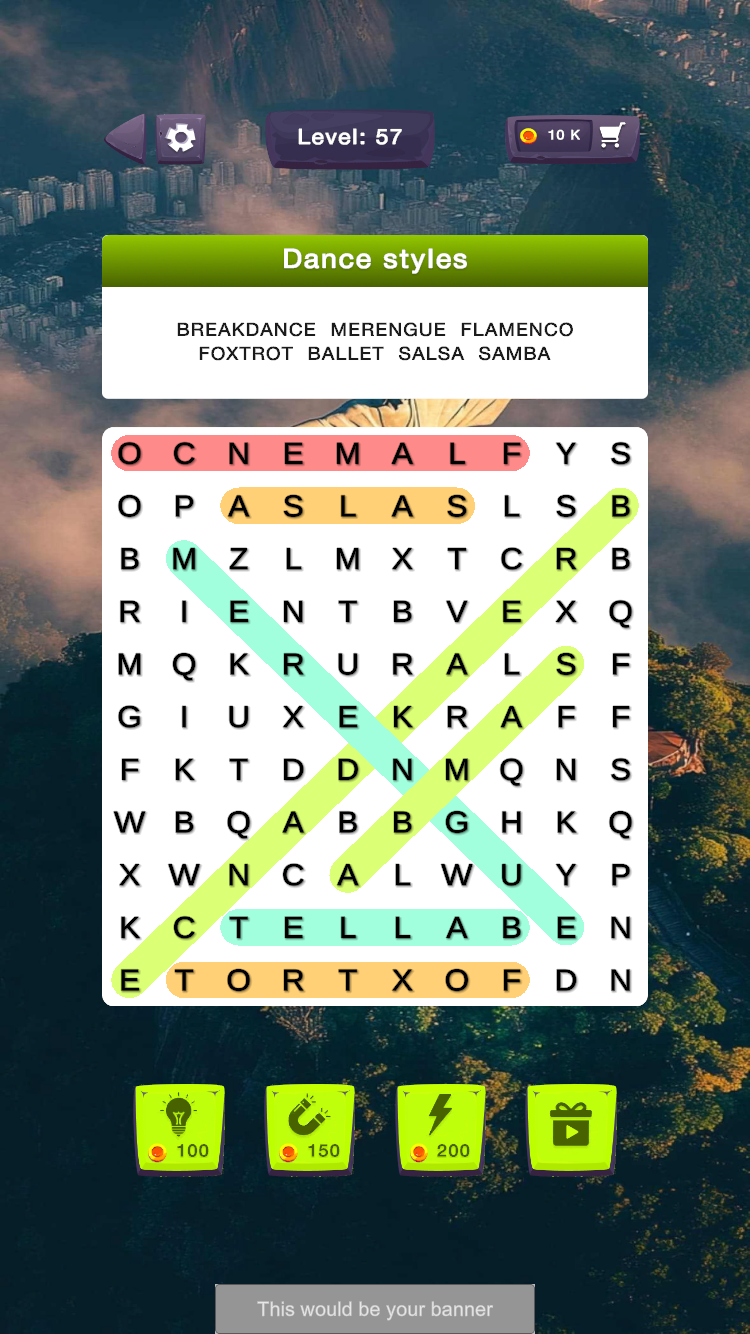 Level: 57
10 K
Dance styles
BREAKDANCE MERENGUE FLAMENCO
FOXTROT BALLET SALSA SAMBA
O C N E M A L F Y S
O P A S L A S L S B
B M Z L M X T C R B
R I E N T B V E X Q
M Q K R U R A L S F
G I U X E K R A F F
F K T D D N M Q N S
W B Q A B B G H K Q
X W N C A L W U Y P
K C T E L L A B E N
E T O R T X O F D N
100 150 200
This would be your banner